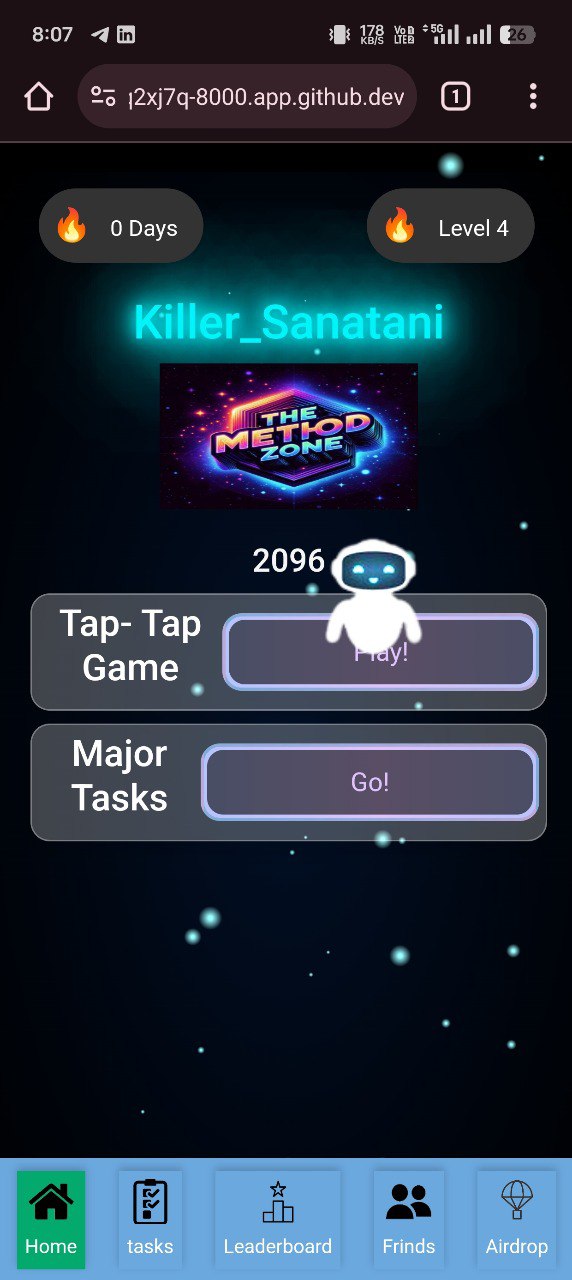 8:07
178
KB/S
Vo
LTE
5G
26
j2xj7q-8000.app.github.dev
1
0 Days
Level 4
Killer_Sanatani
THE
METHOD
ZONE
2096
Tap- Tap
Game
Play!
Major
Tasks
Go!
Home
tasks
Leaderboard
Frinds
Airdrop